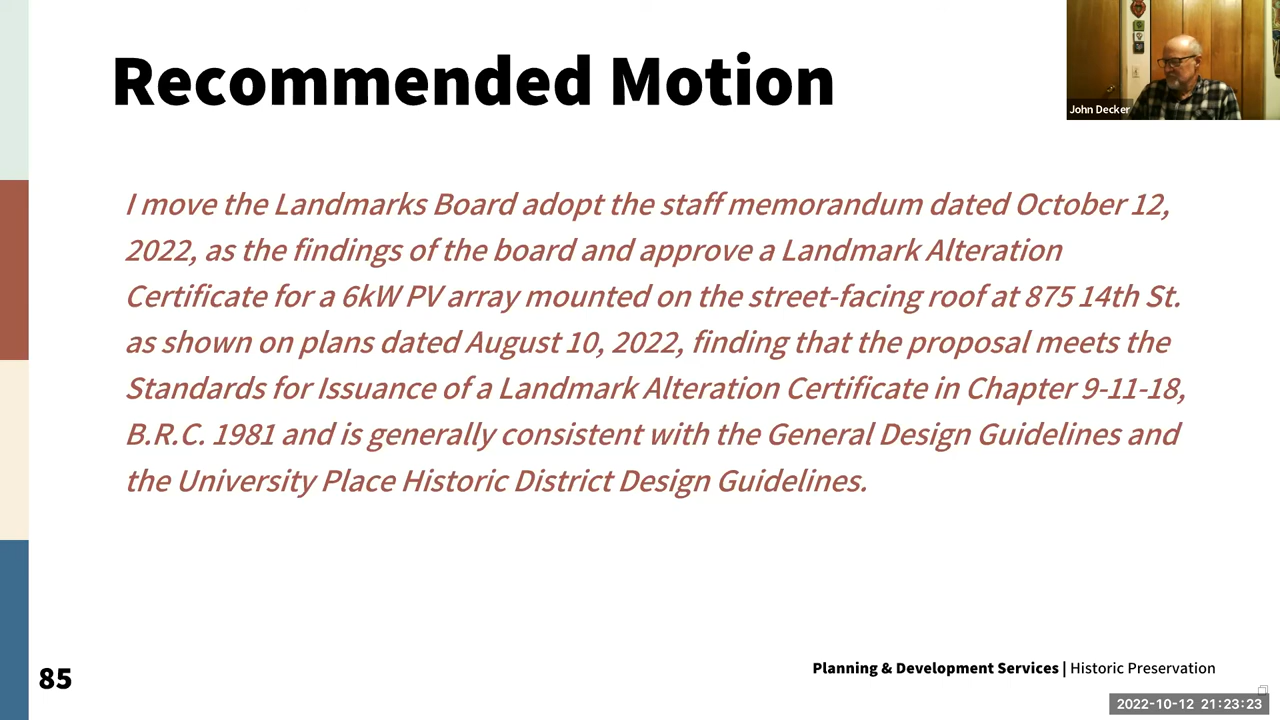 Recommended Motion
John Decker
I move the Landmarks Board adopt the staff memorandum dated October 12,
2022, as the findings of the board and approve a Landmark Alteration
Certificate for a 6kW PV array mounted on the street-facing roof at 875 14th St.
as shown on plans dated August 10, 2022, finding that the proposal meets the
Standards for Issuance of a Landmark Alteration Certificate in Chapter 9-11-18,
B.R.C. 1981 and is generally consistent with the General Design Guidelines and
the University Place Historic District Design Guidelines.
85
Planning & Development Services | Historic Preservation
2022-10-12 21:23:23